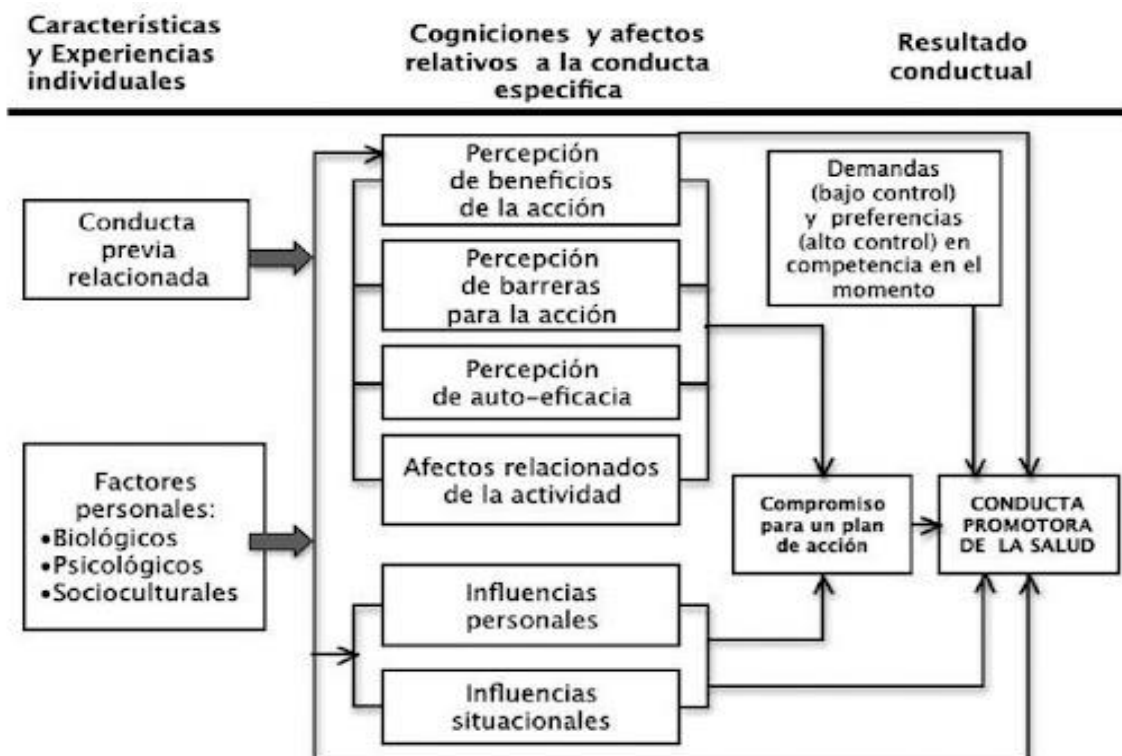 Características
y Experiencias
individuales
Cogniciones y afectos
relativos a la conducta
especifica
Resultado
conductual
Conducta
previa
relacionada
Factores
personales:
•Biológicos
•Psicológicos
•Socioculturales
Percepción
de beneficios
de la acción
Percepción
de barreras
para la acción
Percepción
de auto-eficacia
Afectos relacionados
de la actividad
Influencias
personales
Influencias
situacionales
Demandas
(bajo control)
y preferencias
(alto control) en
competencia en el
momento
Compromiso
para un plan
de acción
CONDUCTA
PROMOTORA
DE LA SALUD